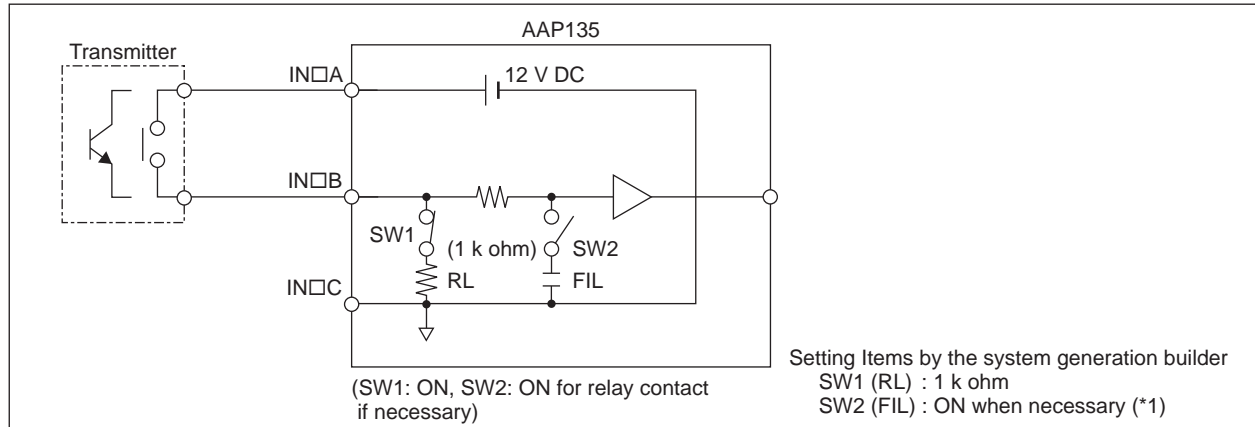 AAP135
Transmitter
IN□A
12 V DC
IN□B
SW1
(1 k ohm)
SW2
RL
FIL
IN□C
(SW1: ON, SW2: ON for relay contact
if necessary)
Setting Items by the system generation builder
SW1 (RL) : 1 k ohm
SW2 (FIL) : ON when necessary (*1)